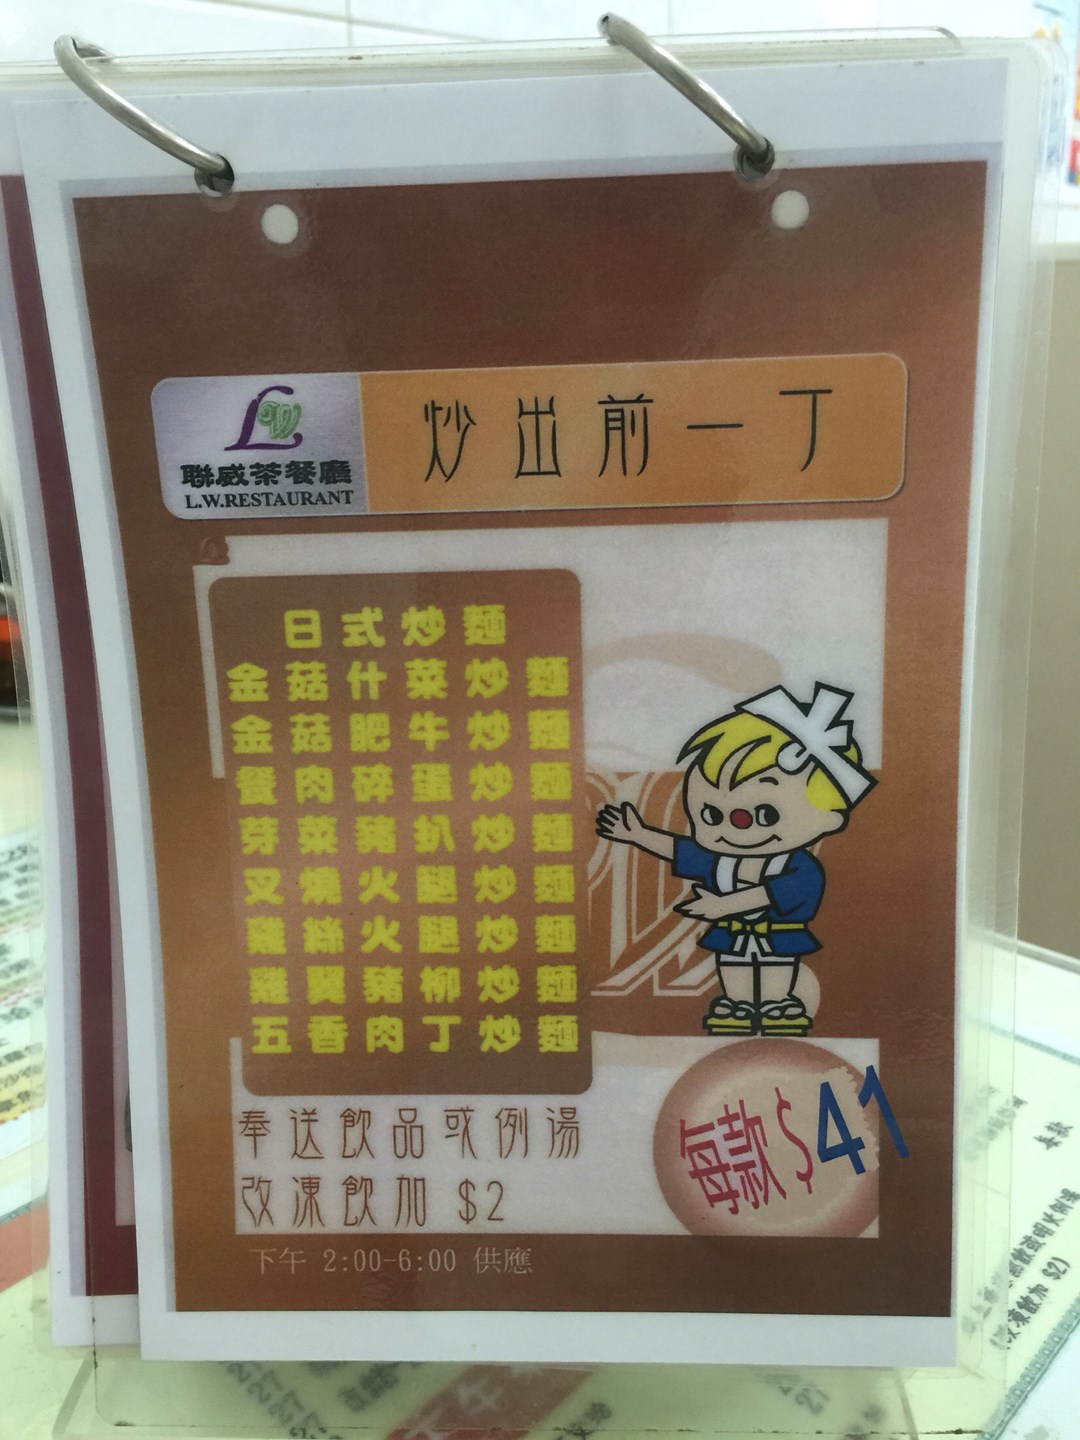 炒出前一丁
聯威茶餐廳
L.W.RESTAURANT
日式炒麵
金菇什菜炒麵
金菇肥牛炒麵
餐肉碎蛋炒麵
芽菜豬扒炒麵
叉燒火腿炒麵
雞絲火腿炒麵
雞翼豬柳炒麵
五香肉丁炒麵
奉送飲品或例湯
改凍飲加 $2
每款$41
下午 2:00-6:00 供應